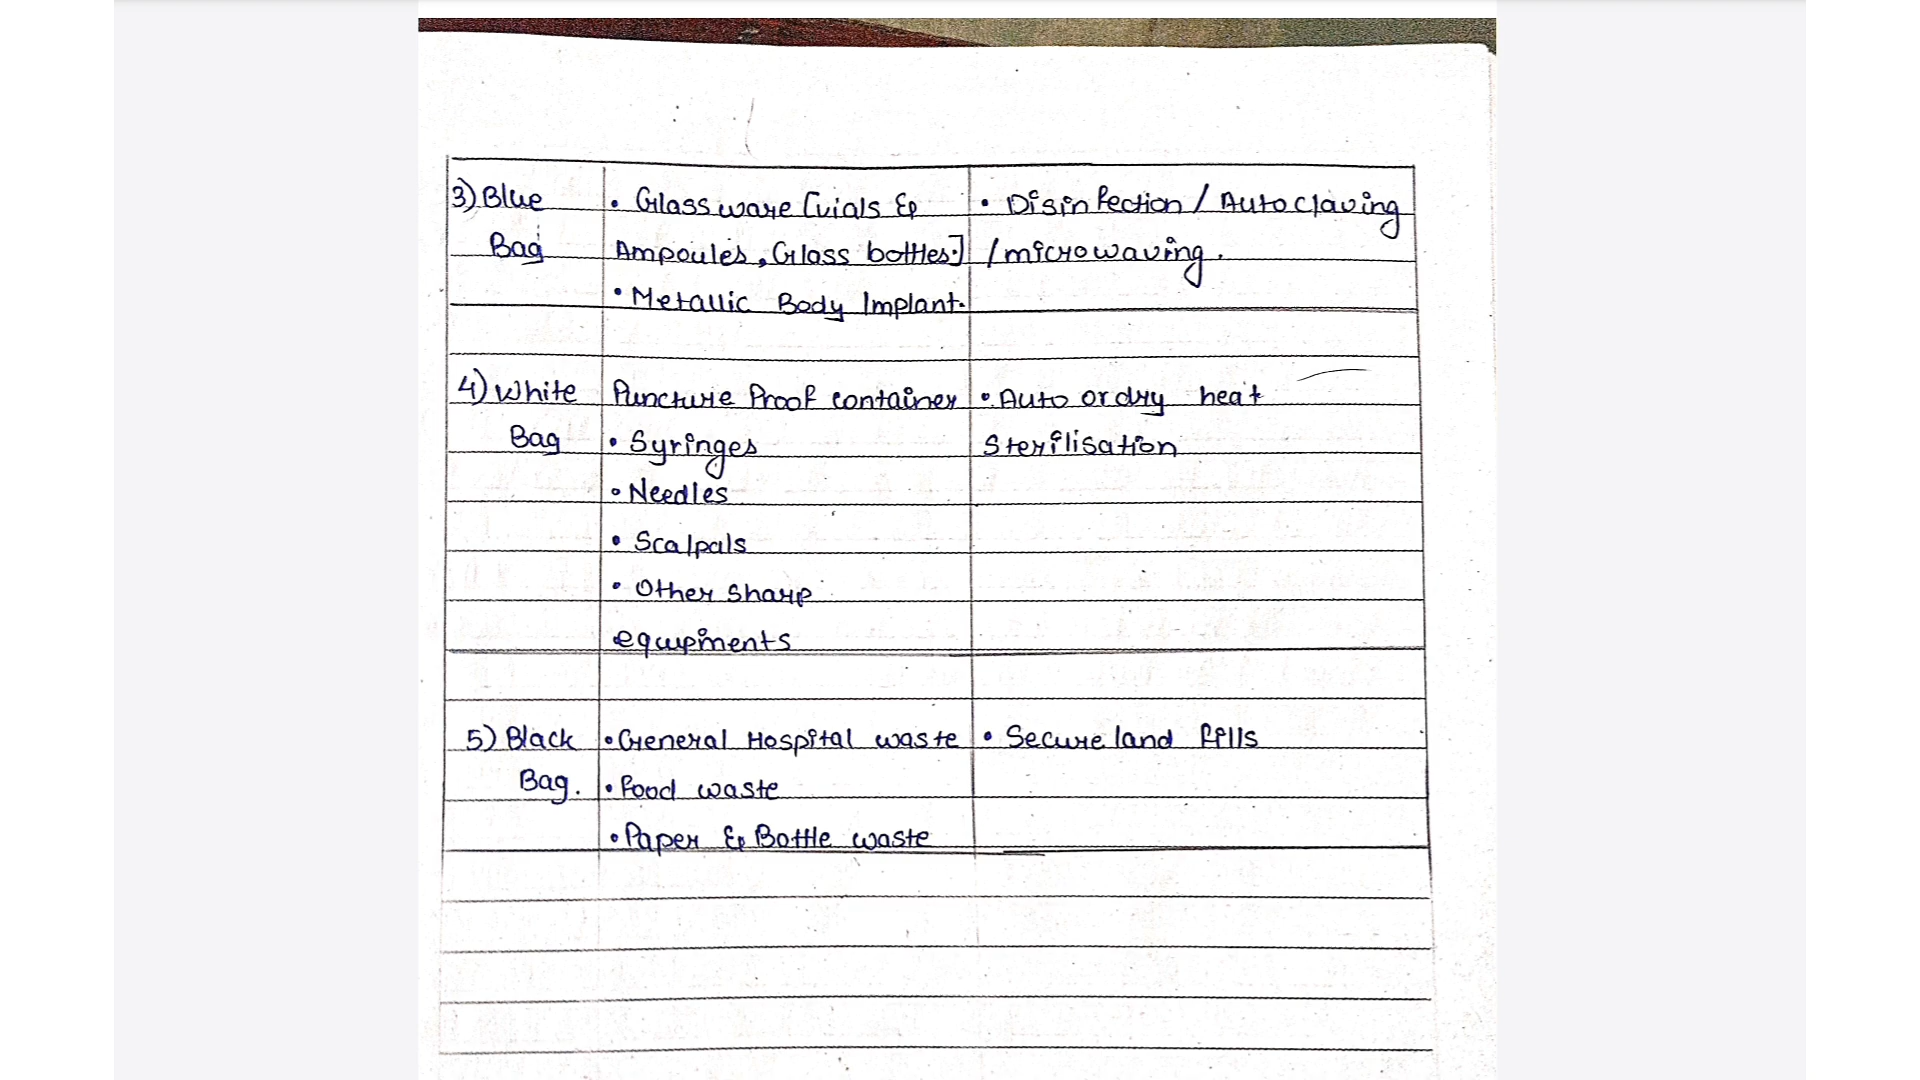 3) Blue • Glassware [vials & • Disinfection / Autoclaving
Bag Ampoules, Glass bottles.] / microwaving.
• Metallic Body Implant.
4) White Puncture Proof container • Auto or dry heat
Bag • Syringes Sterilisation
• Needles
• Scalpals
• Other sharp
equipments
5) Black • General Hospital waste • Secure land fills
Bag. • Food waste
• Paper & Bottle waste